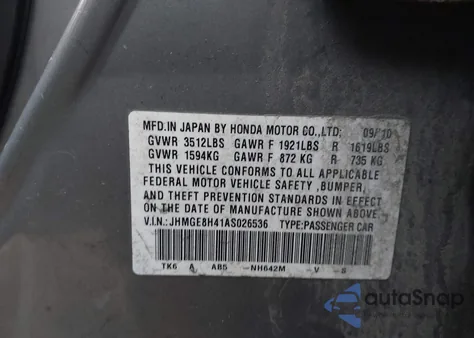 MFD.IN JAPAN BY HONDA MOTOR CO.,LTD. 09/10
GVWR 3512LBS GAWR F 1921LBS R 1619LBS
GVWR 1594KG GAWR F 872 KG R 735 KG
THIS VEHICLE CONFORMS TO ALL APPLICABLE
FEDERAL MOTOR VEHICLE SAFETY ,BUMPER,
AND THEFT PREVENTION STANDARDS IN EFFECT
ON THE DATE OF MANUFACTURE SHOWN ABOVE.
V.I.N.:JHMGE8H41AS026536 TYPE:PASSENGER CAR
TK6 A AB5 -NH642M -V -S
autoSnap